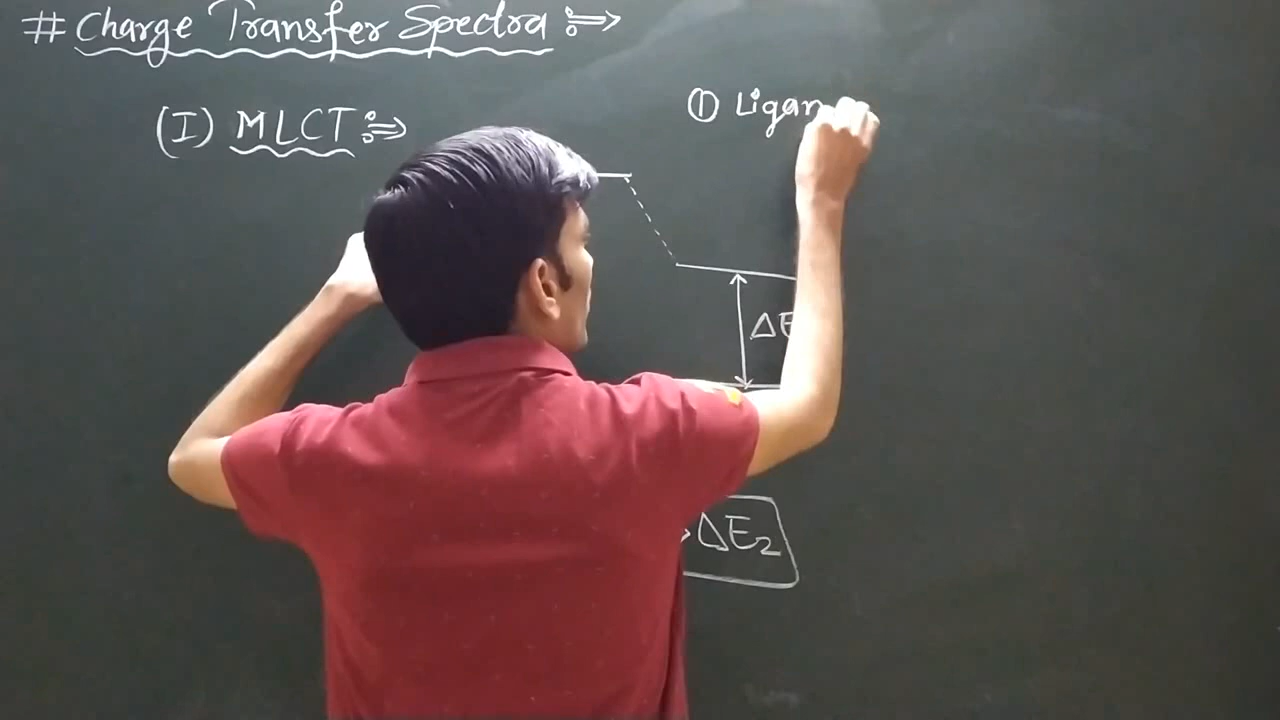 # Charge Transfer Spectra
(I) MLCT
① Ligan
ΔE
ΔE₂